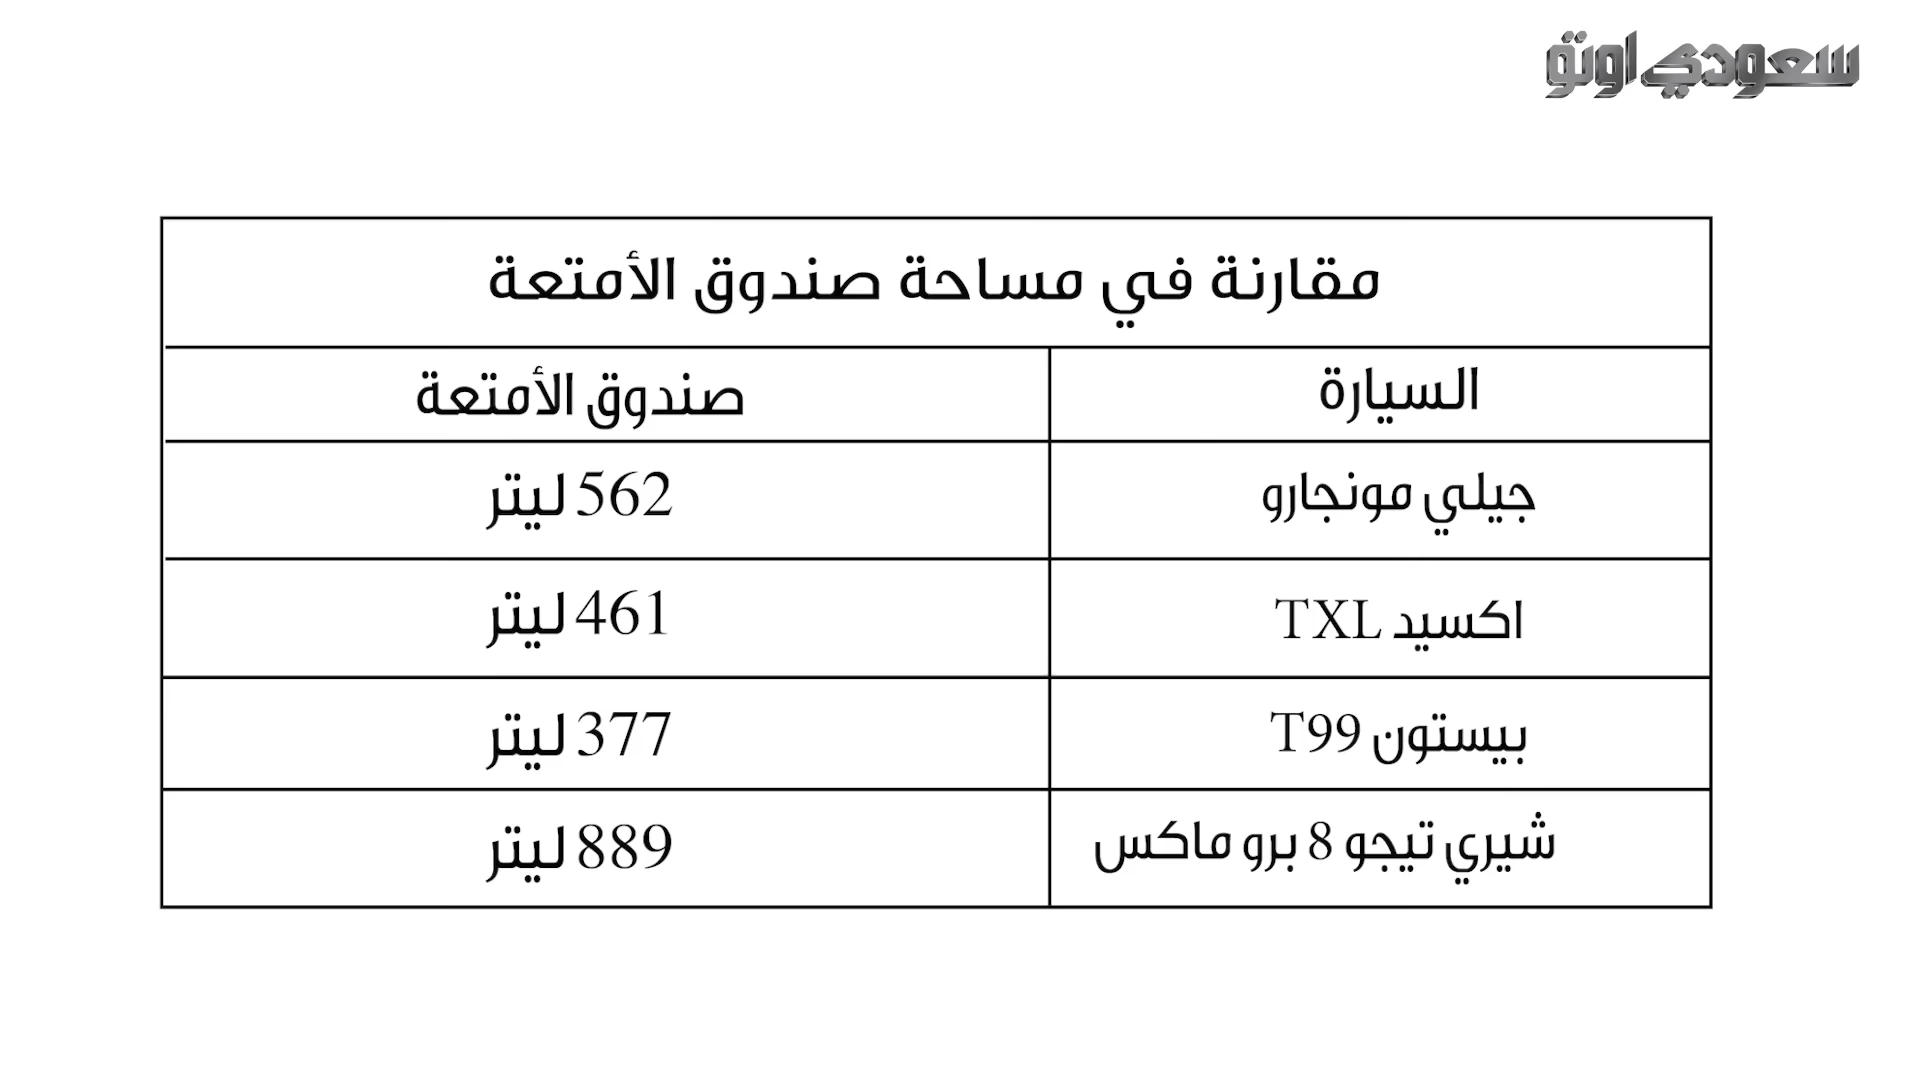 سعودي اوتو
مقارنة في مساحة صندوق الأمتعة
السيارة
صندوق الأمتعة
جيلي مونجارو
562 ليتر
اكسيد TXL
461 ليتر
بيستون T99
377 ليتر
شيري تيجو 8 برو ماكس
889 ليتر